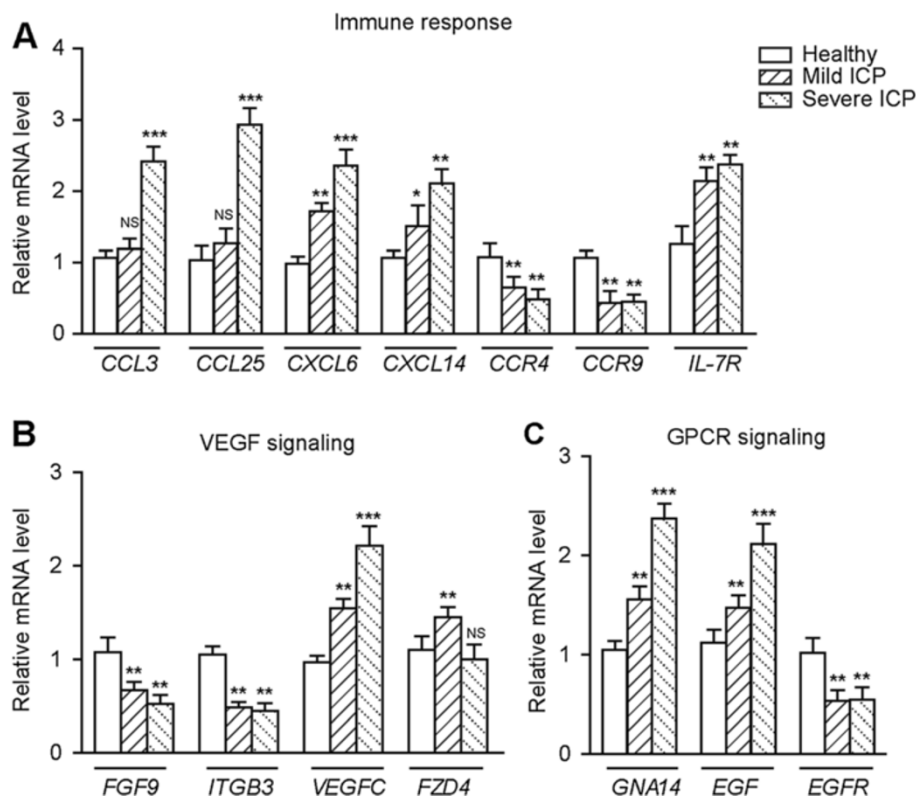 A
Immune response
Healthy
Mild ICP
Severe ICP
Relative mRNA level
4
3
2
1
0
NS *** NS *** ** *** * ** ** ** ** ** ** **
CCL3 CCL25 CXCL6 CXCL14 CCR4 CCR9 IL-7R
B
VEGF signaling
Relative mRNA level
3
2
1
0
** ** ** ** ** *** ** NS
FGF9 ITGB3 VEGFC FZD4
C
GPCR signaling
Relative mRNA level
3
2
1
0
** *** ** *** ** **
GNA14 EGF EGFR